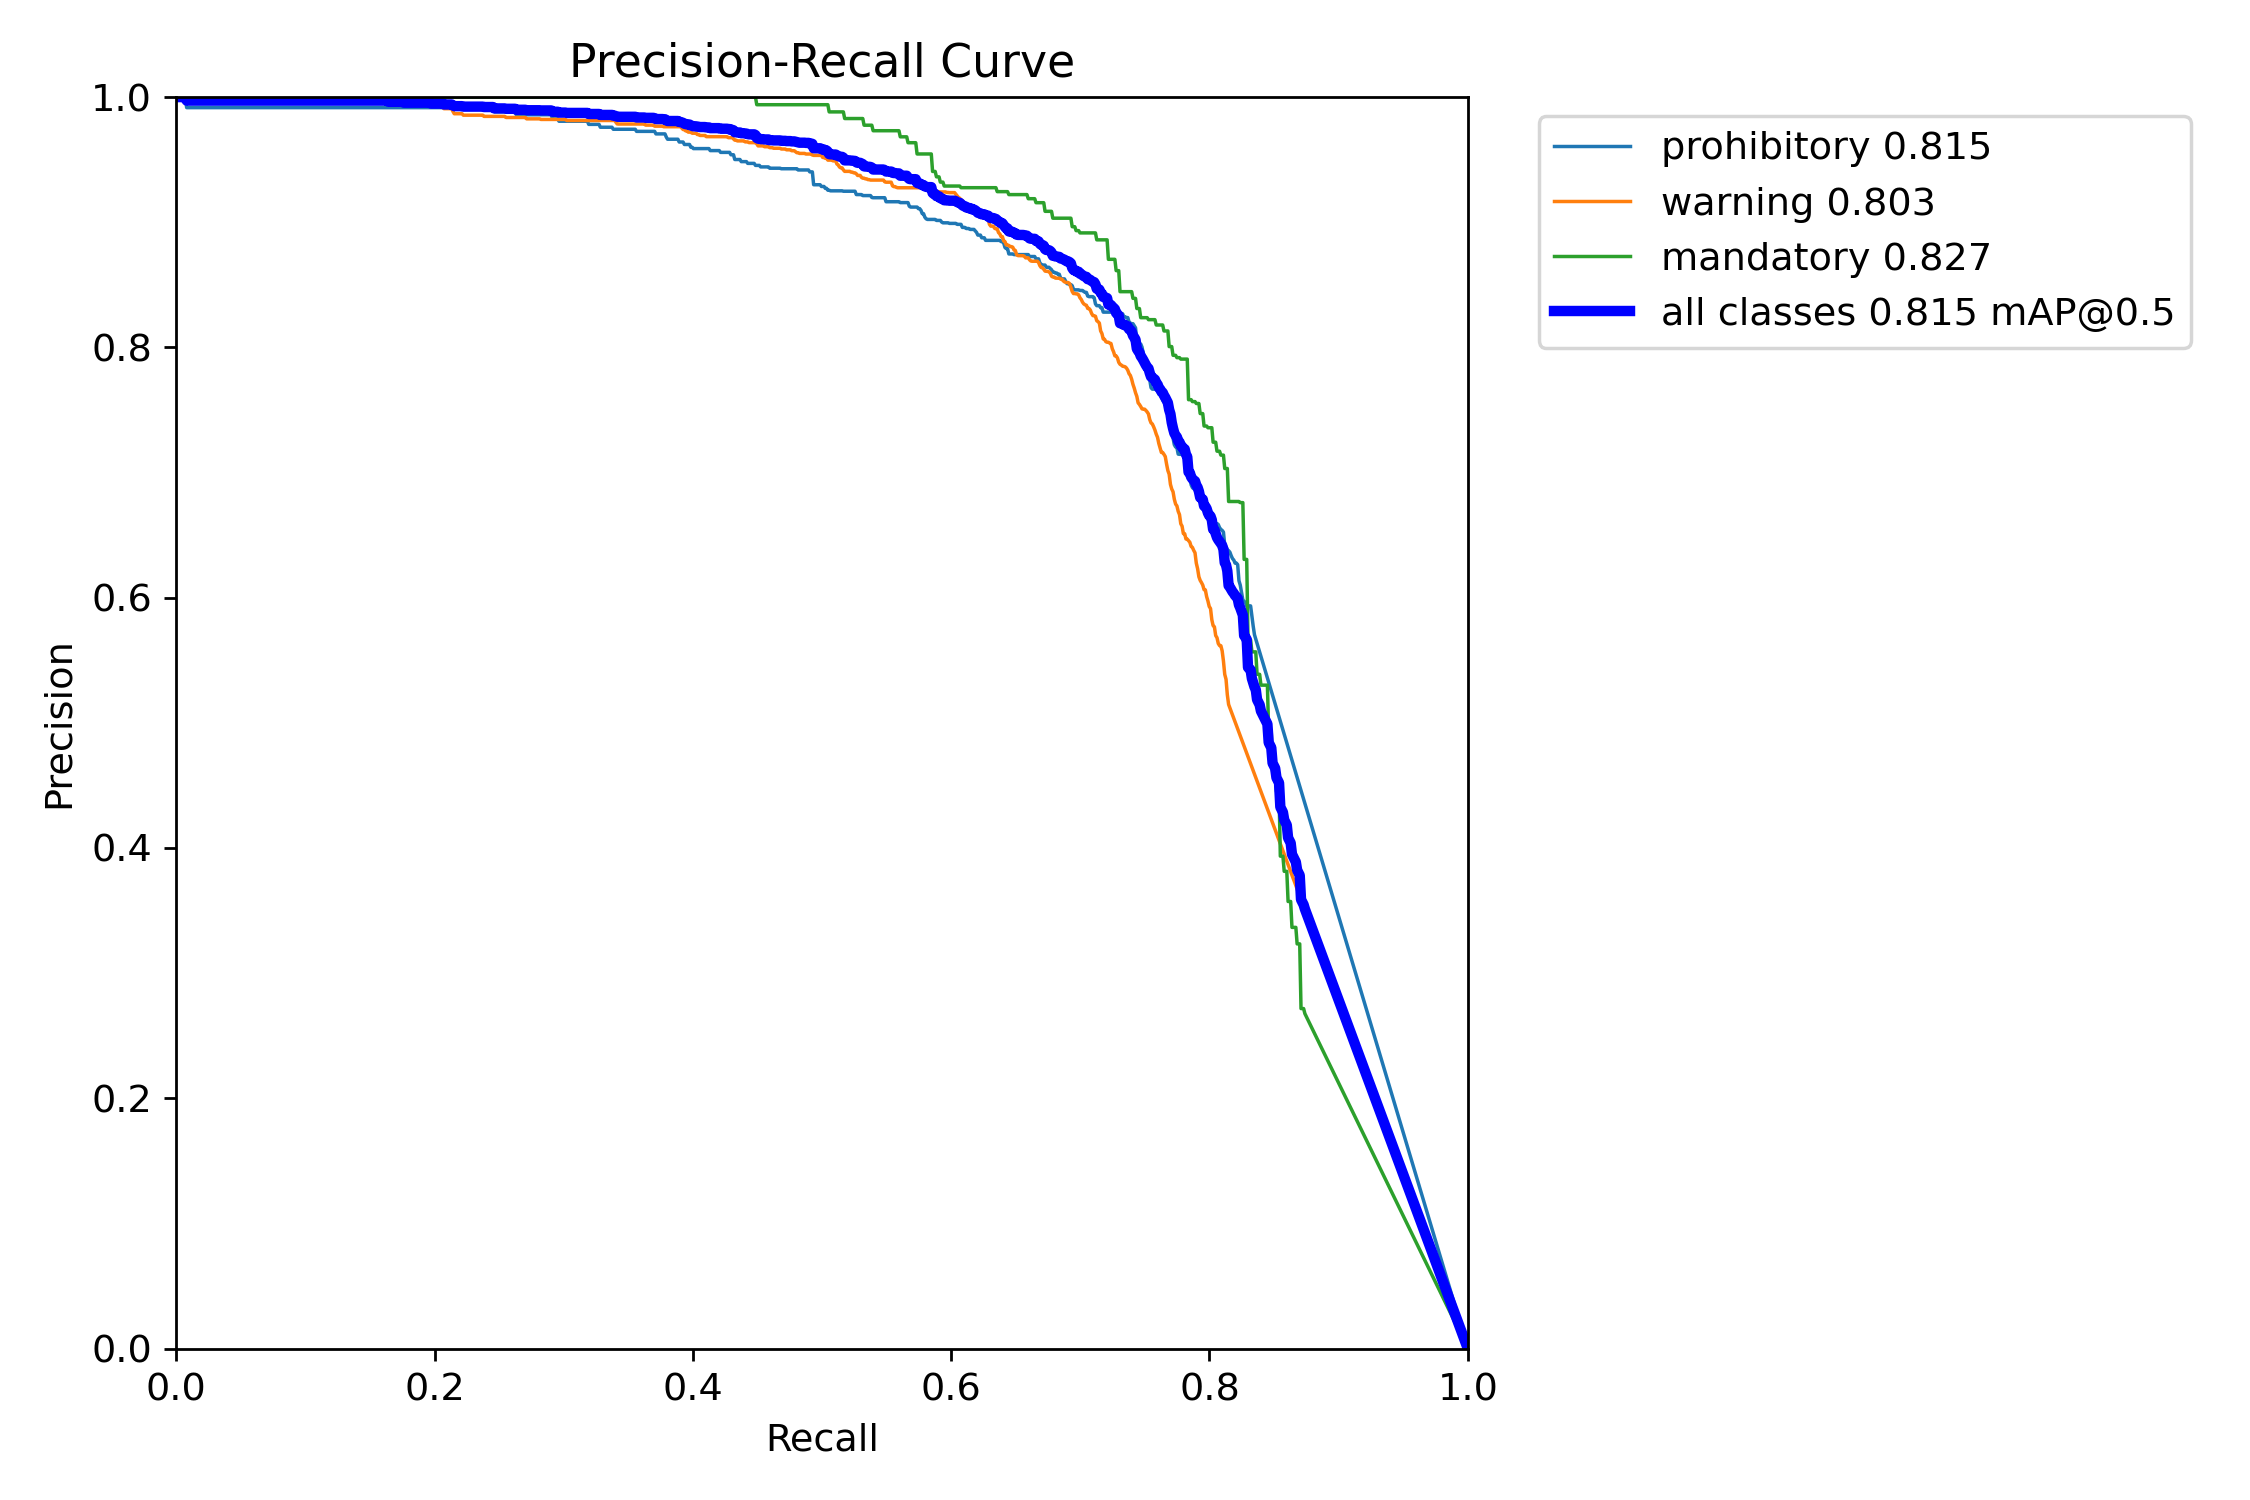 Precision-Recall Curve
prohibitory 0.815
warning 0.803
mandatory 0.827
all classes 0.815 mAP@0.5
1.0
0.8
0.6
0.4
0.2
0.0
Precision
0.0 0.2 0.4 0.6 0.8 1.0
Recall